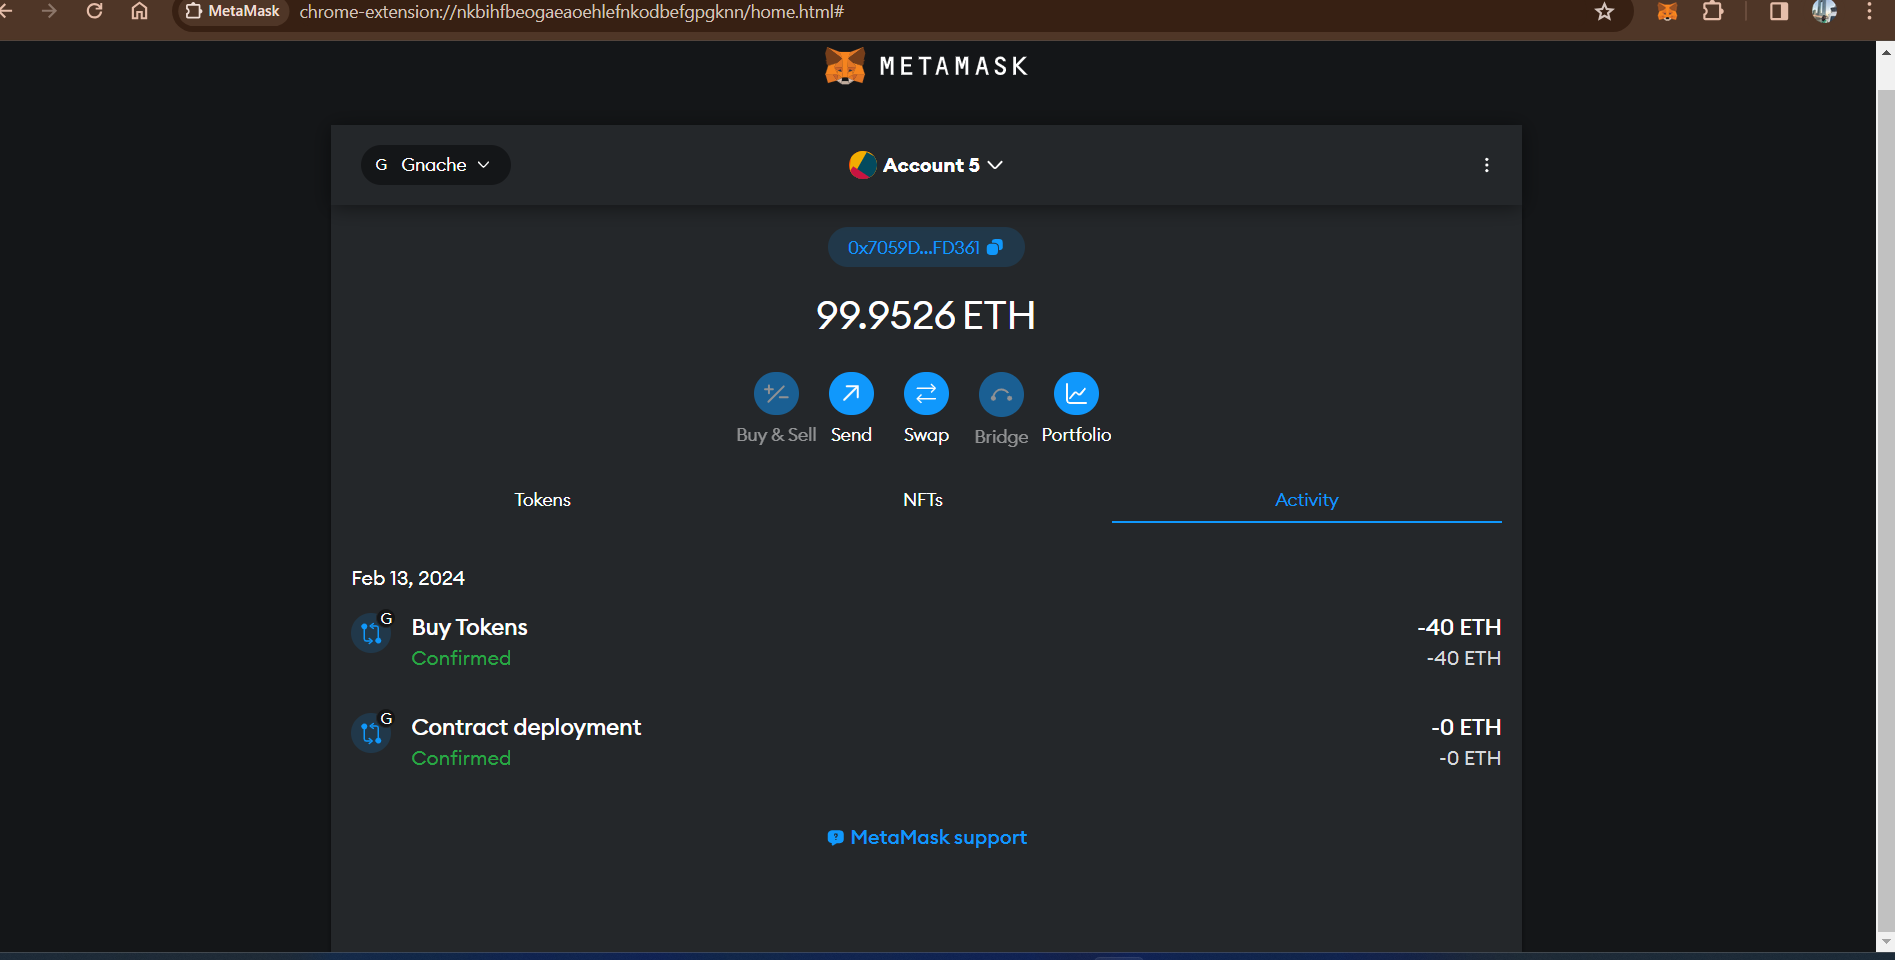 MetaMask chrome-extension://nkbihfbeogaeaoehlefnkodbefgpgknn/home.html#
METAMASK
G Gnache Account 5
0x7059D...FD361
99.9526 ETH
Buy & Sell Send Swap Bridge Portfolio
Tokens NFTs Activity
Feb 13, 2024
G
Buy Tokens -40 ETH
Confirmed -40 ETH
G
Contract deployment -0 ETH
Confirmed -0 ETH
MetaMask support